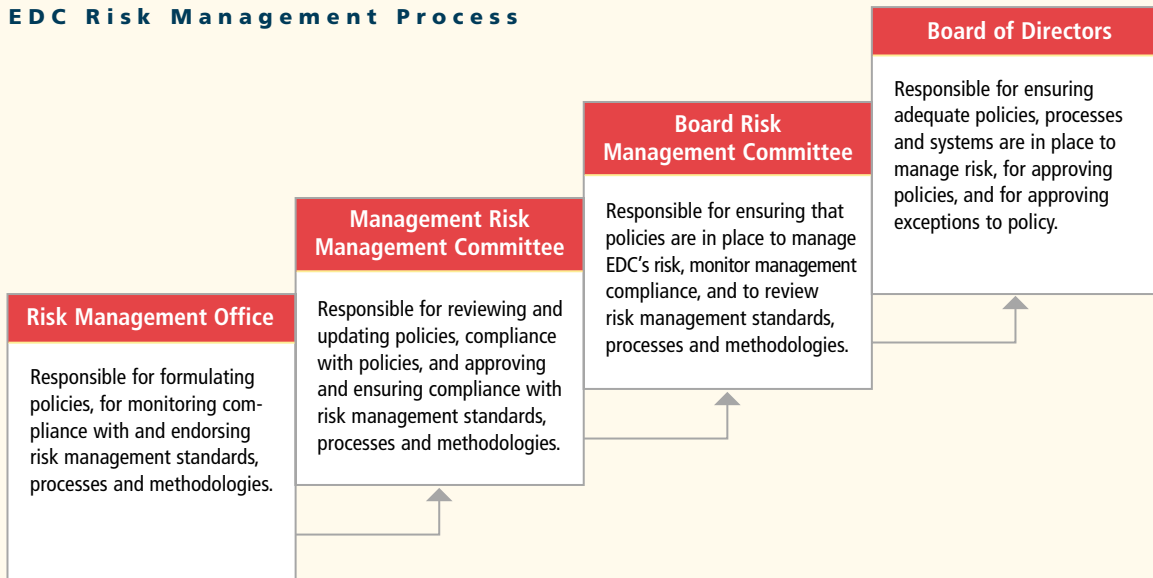 EDC Risk Management Process
Board of Directors
Responsible for ensuring
adequate policies, processes
and systems are in place to
manage risk, for approving
policies, and for approving
exceptions to policy.
Board Risk
Management Committee
Responsible for ensuring that
policies are in place to manage
EDC's risk, monitor management
compliance, and to review
risk management standards,
processes and methodologies.
Management Risk
Management Committee
Responsible for reviewing and
updating policies, compliance
with policies, and approving
and ensuring compliance with
risk management standards,
processes and methodologies.
Risk Management Office
Responsible for formulating
policies, for monitoring com-
pliance with and endorsing
risk management standards,
processes and methodologies.